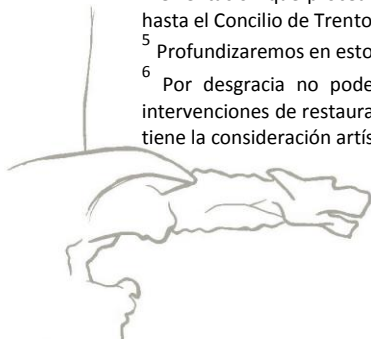 que
hasta el Concilio de Trento
5 Profundizaremos en esto
6 Por desgracia no pode
intervenciones de restaura
tiene la consideración artís